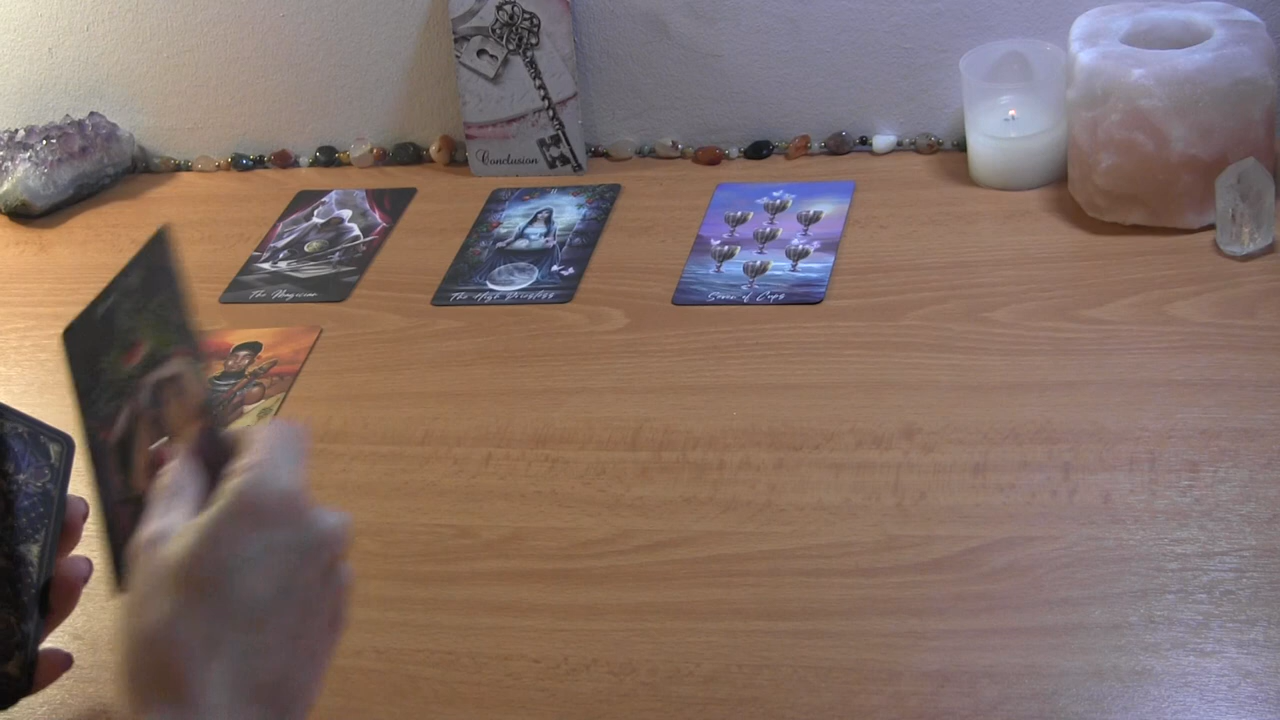 Conclusion
The Magician
The High Priestess
Seven of Cups